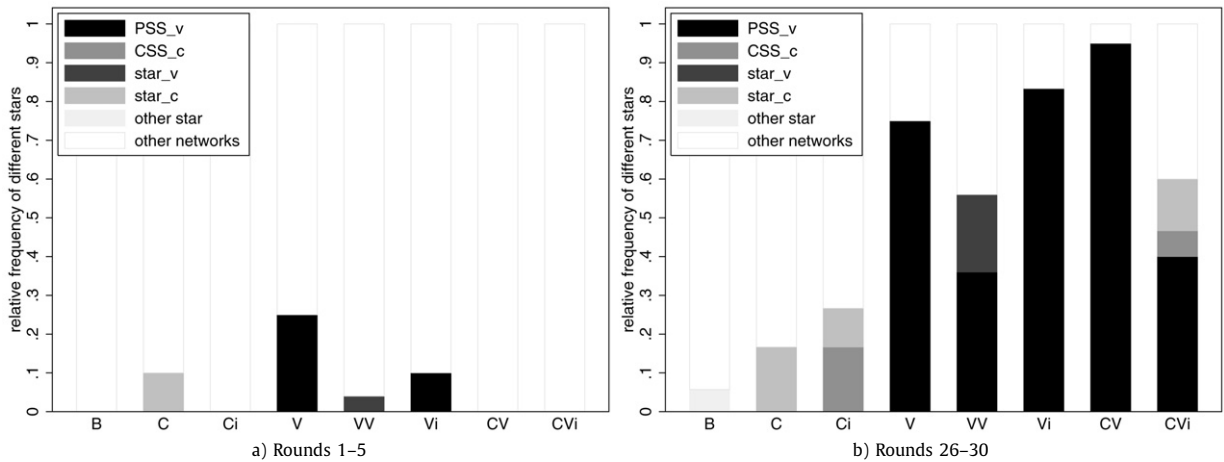 PSS_v
CSS_c
star_v
star_c
other star
other networks
relative frequency of different stars
1
.9
.8
.7
.6
.5
.4
.3
.2
.1
0
B C Ci V VV Vi CV CVi
a) Rounds 1–5
PSS_v
CSS_c
star_v
star_c
other star
other networks
relative frequency of different stars
1
.9
.8
.7
.6
.5
.4
.3
.2
.1
0
B C Ci V VV Vi CV CVi
b) Rounds 26–30